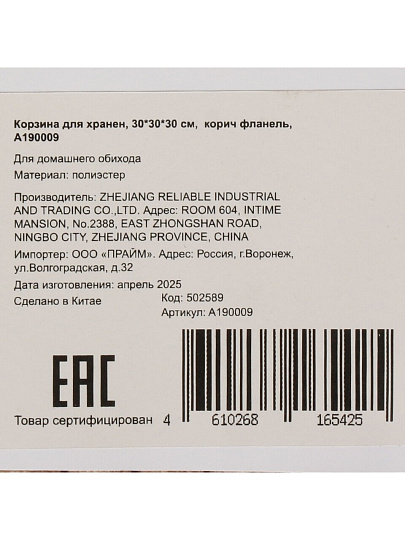 Корзина для хранен, 30*30*30 см, корич фланель,
А190009
Для домашнего обихода
Материал: полиэстер
Производитель: ZHEJIANG RELIABLE INDUSTRIAL
AND TRADING CO.,LTD. Адрес: ROOM 604, INTIME
MANSION, No.2388, EAST ZHONGSHAN ROAD,
NINGBO CITY, ZHEJIANG PROVINCE, CHINA
Импортер: ООО «ПРАЙМ». Адрес: Россия, г.Воронеж,
ул.Волгоградская, д.32
Дата изготовления: апрель 2025
Сделано в Китае
Код: 502589
Артикул: А190009
EAC
Товар сертифицирован
4 610268 165425